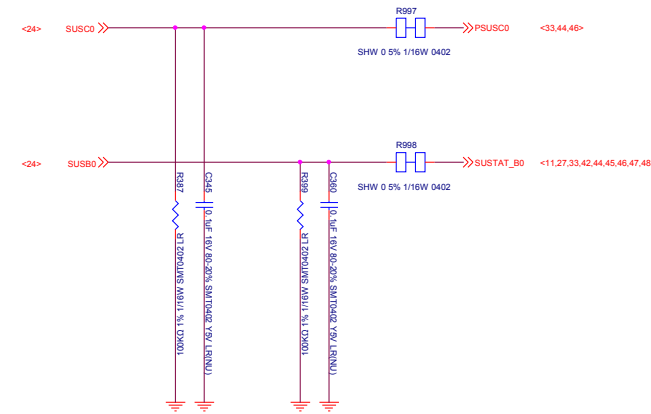 R997
<24> SUSC0 PSUSC0 <33,44,46>
SHW 0 5% 1/16W 0402
R998
<24> SUSB0 SUSTAT_B0 <11,27,33,42,44,45,46,47,48
SHW 0 5% 1/16W 0402
R387
100KΩ 1% 1/16W SMT0402 LR
C345
0.1uF 16V 80-20% SMT0402 Y5V LR(NU)
R399
100KΩ 1% 1/16W SMT0402 LR
C360
0.1uF 16V 80-20% SMT0402 Y5V LR(NU)